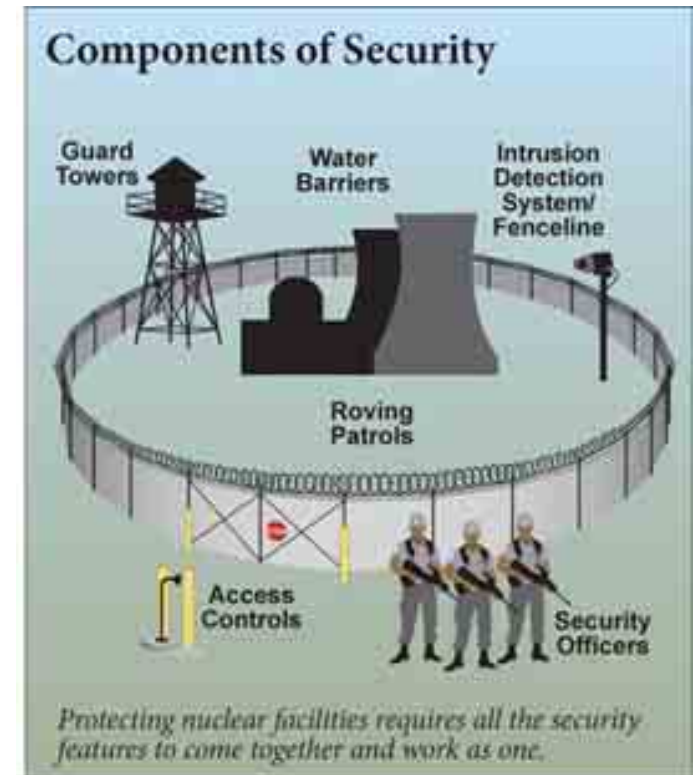 Components of Security
Guard
Towers
Water
Barriers
Intrusion
Detection
System/
Fenceline
Roving
Patrols
Access
Controls
Security
Officers
Protecting nuclear facilities requires all the security
features to come together and work as one.